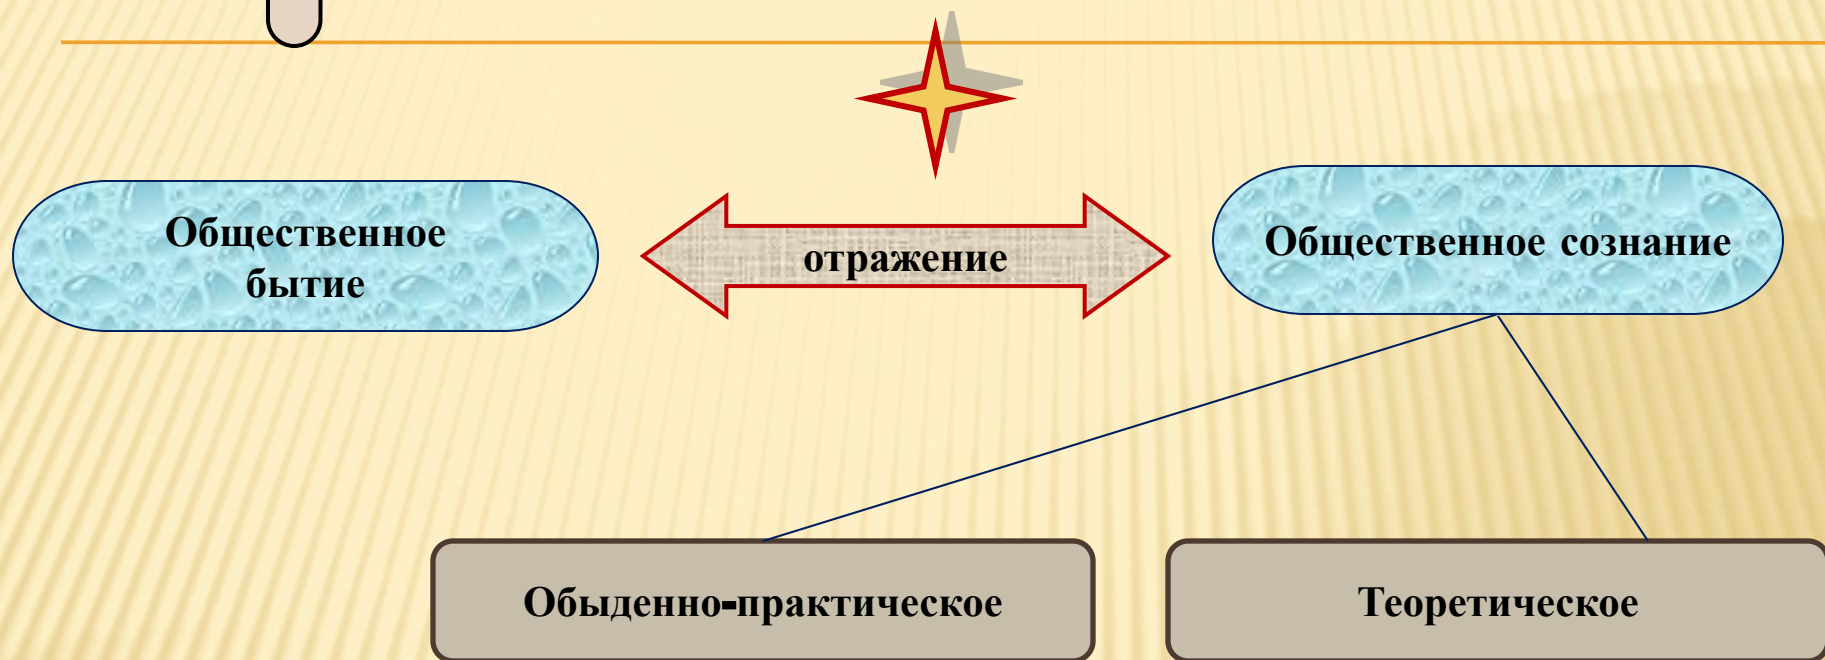 Общественное
бытие
отражение
Общественное сознание
Обыденно-практическое
Теоретическое